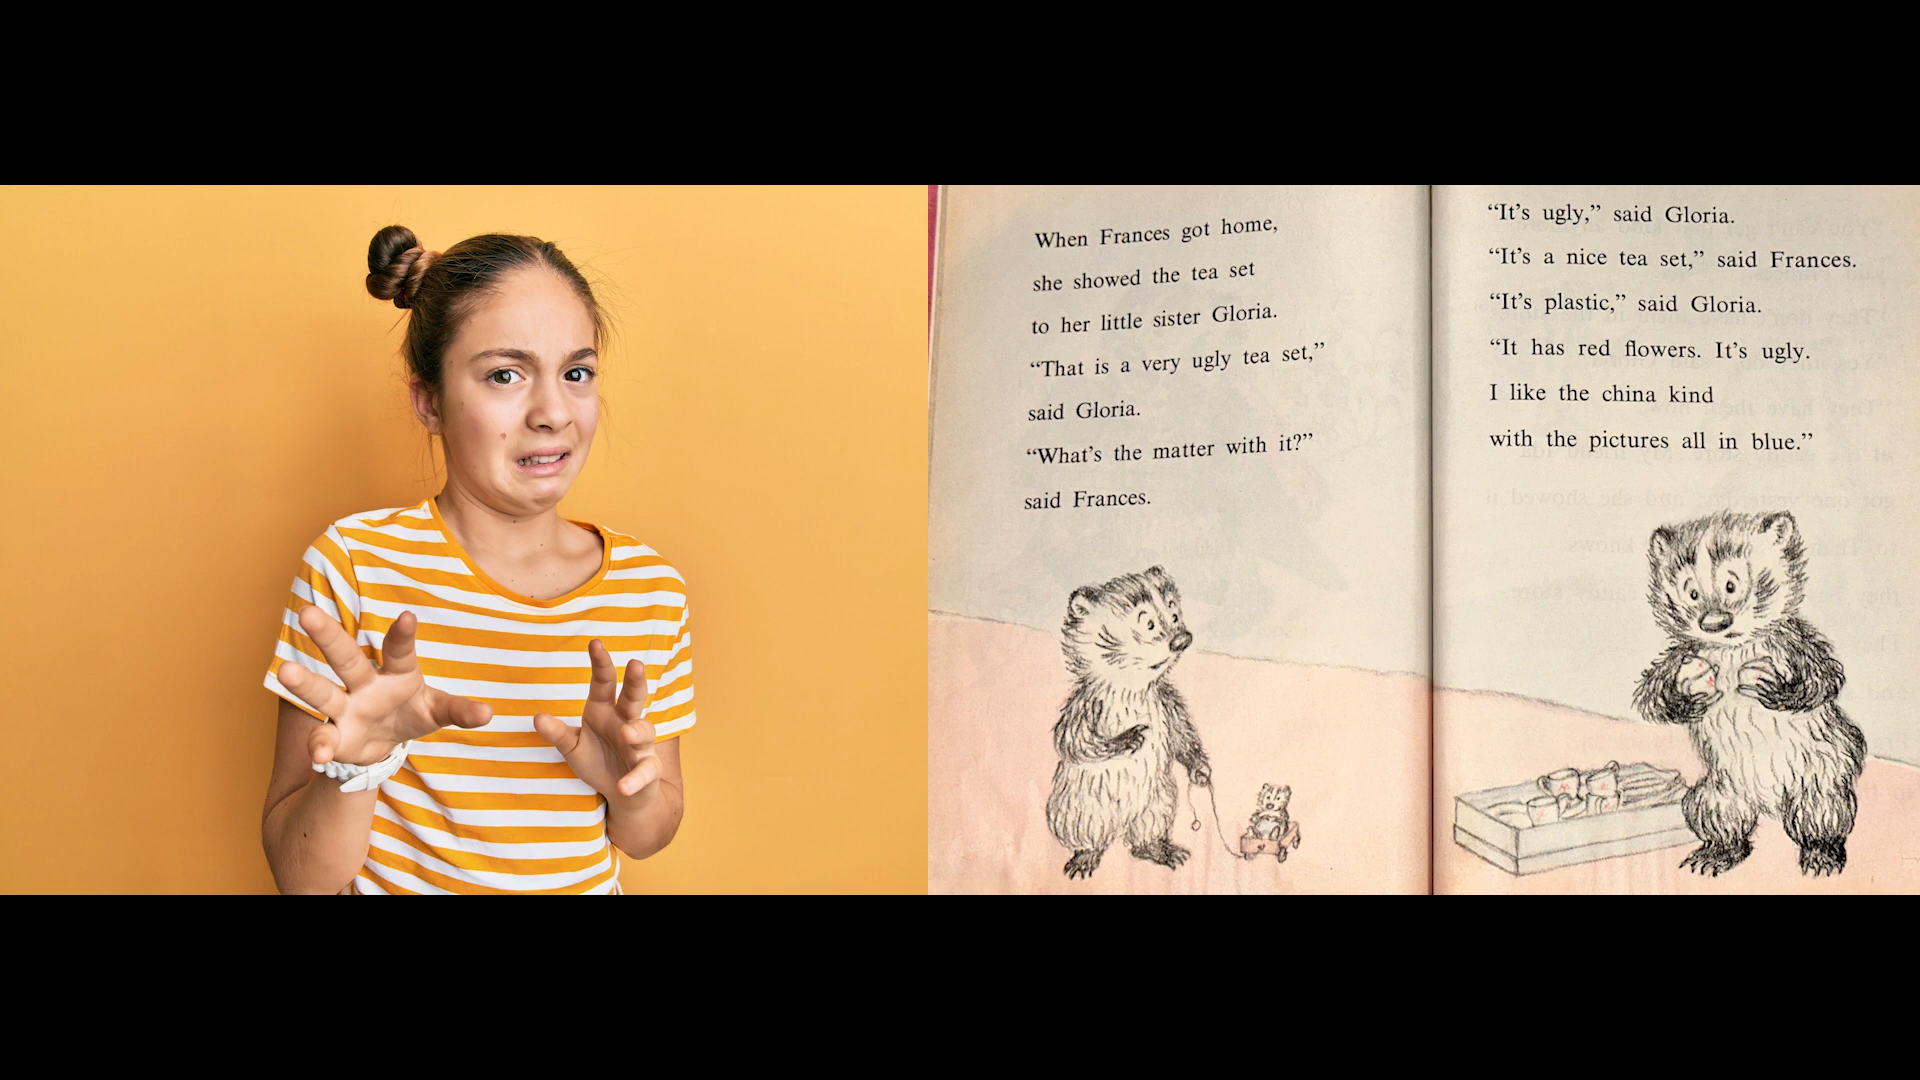 When Frances got home,
she showed the tea set
to her little sister Gloria.
“That is a very ugly tea set,”
said Gloria.
“What’s the matter with it?”
said Frances.
“It’s ugly,” said Gloria.
“It’s a nice tea set,” said Frances.
“It’s plastic,” said Gloria.
“It has red flowers. It’s ugly.
I like the china kind
with the pictures all in blue.”